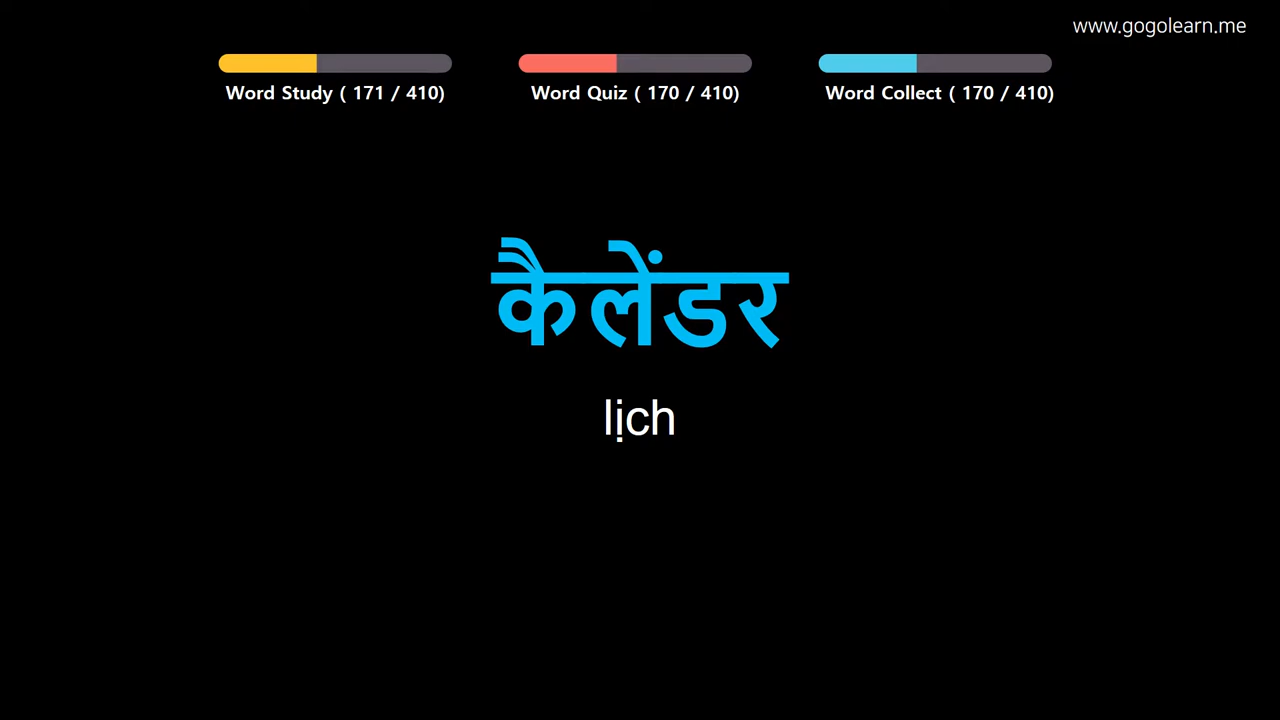 www.gogolearn.me
Word Study ( 171 / 410)
Word Quiz ( 170 / 410)
Word Collect ( 170 / 410)
कैलेंडर
lịch